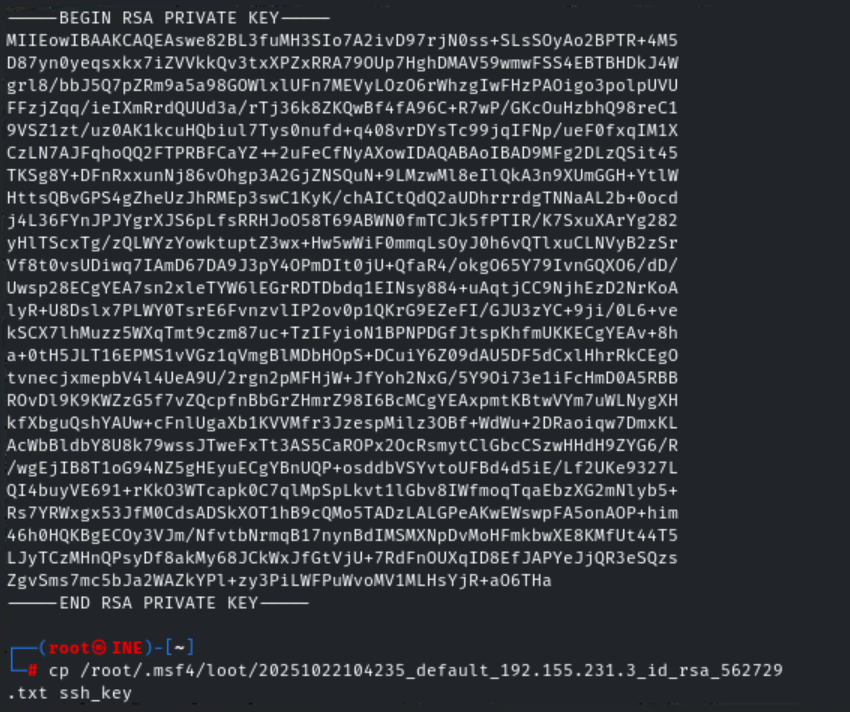 -----BEGIN RSA PRIVATE KEY-----
MIIEowIBAAKCAQEAswe82BL3fuMH3SIo7A2ivD97rjN0ss+SLsSOyAo2BPTR+4M5
D87yn0yeqsxkx7iZVVkkQv3txXPZxRRA79OUp7HghDMAV59wmwFSS4EBTBHDkJ4W
grl8/bbJ5Q7pZRm9a5a98GOWlxlUFn7MEVyLOzO6rWhzgIwFHzPAOigo3polpUVU
FFzjZqq/ieIXmRrdQUUd3a/rTj36k8ZKQwBf4fA96C+R7wP/GKcOuHzbhQ98reC1
9VSZ1zt/uz0AK1kcuHQbiul7Tys0nufd+q408vrDYsTc99jqIFNp/ueF0fxqIM1X
CzLN7AJFqhoQQ2FTPRBFCaYZ++2uFeCfNyAXowIDAQABAoIBAD9MFg2DLzQSit45
TKSg8Y+DFnRxxunNj86vOhgp3A2GjZNSQuN+9LMzwMl8eIlQkA3n9XUmGGH+YtlW
HttsQBvGPS4gZheUzJhRMEp3swC1KyK/chAICtQdQ2aUDhrrrdgTNNaAL2b+0ocd
j4L36FYnJPJYgrXJS6pLfsRRHJoO58T69ABWN0fmTCJk5fPTIR/K7SxuXArYg282
yHlTScxTg/zQLWYzYowktuptZ3wx+Hw5wWiF0mmqLsOyJ0h6vQTlxuCLNVyB2zSr
Vf8t0vsUDiwq7IAmD67DA9J3pY4OPmDIt0jU+QfaR4/okgO65Y79IvnGQXO6/dD/
Uwsp28ECgYEA7sn2xleTYW6lEGrRDTDbdq1EINsy884+uAqtjCC9NjhEzD2NrKoA
lyR+U8Dslx7PLWY0TsrE6FvnzvlIP2ov0p1QKrG9EZeFI/GJU3zYC+9ji/0L6+ve
kSCX7lhMuzz5WXqTmt9czm87uc+TzIFyioN1BPNPDGfJtspKhfmUKKECgYEAv+8h
a+0tH5JLT16EPMS1vVGz1qVmgBlMDbHOpS+DCuiY6Z09dAU5DF5dCxlHhrRkCEgO
tvnecjxmepbV4l4UeA9U/2rgn2pMFHjW+JfYoh2NxG/5Y9Oi73e1iFcHmD0A5RBB
ROvDl9K9KWZzG5f7vZQcpfnBbGrZHmrZ98I6BcMCgYEAxpmtKBtwVYm7uWLNygXH
kfXbguQshYAUw+cFnlUgaXb1KVVMfr3JzespMilz3OBf+WdWu+2DRaoiqw7DmxKL
AcWbBldbY8U8k79wssJTweFxTt3AS5CaROPx2OcRsmytClGbcCSzwHHdH9ZYG6/R
/wgEjIB8T1oG94NZ5gHEyuECgYBnUQP+osddbVSYvtoUFBd4d5iE/Lf2UKe9327L
QI4buyVE691+rKkO3WTcapk0C7qlMpSpLkvt1lGbv8IWfmoqTqaEbzXG2mNlyb5+
Rs7YRWxgx53JfM0CdsADSkXOT1hB9cQMo5TADzLALGPeAKwEWswpFA5onAOP+him
46h0HQKBgECOy3VJm/NfvtbNrmqB17nynBdIMSMXNpDvMoHFmkbwXE8KMfUt44T5
LJyTCzMHnQPsyDf8akMy68JCkWxJfGtVjU+7RdFnOUXqID8EfJAPYeJjQR3eSQzs
ZgvSms7mc5bJa2WAZkYPl+zy3PiLWFPuWvoMV1MLHsYjR+aO6THa
-----END RSA PRIVATE KEY-----
┌──(root㉿INE)-[~]
└─# cp /root/.msf4/loot/20251022104235_default_192.155.231.3_id_rsa_562729
.txt ssh_key